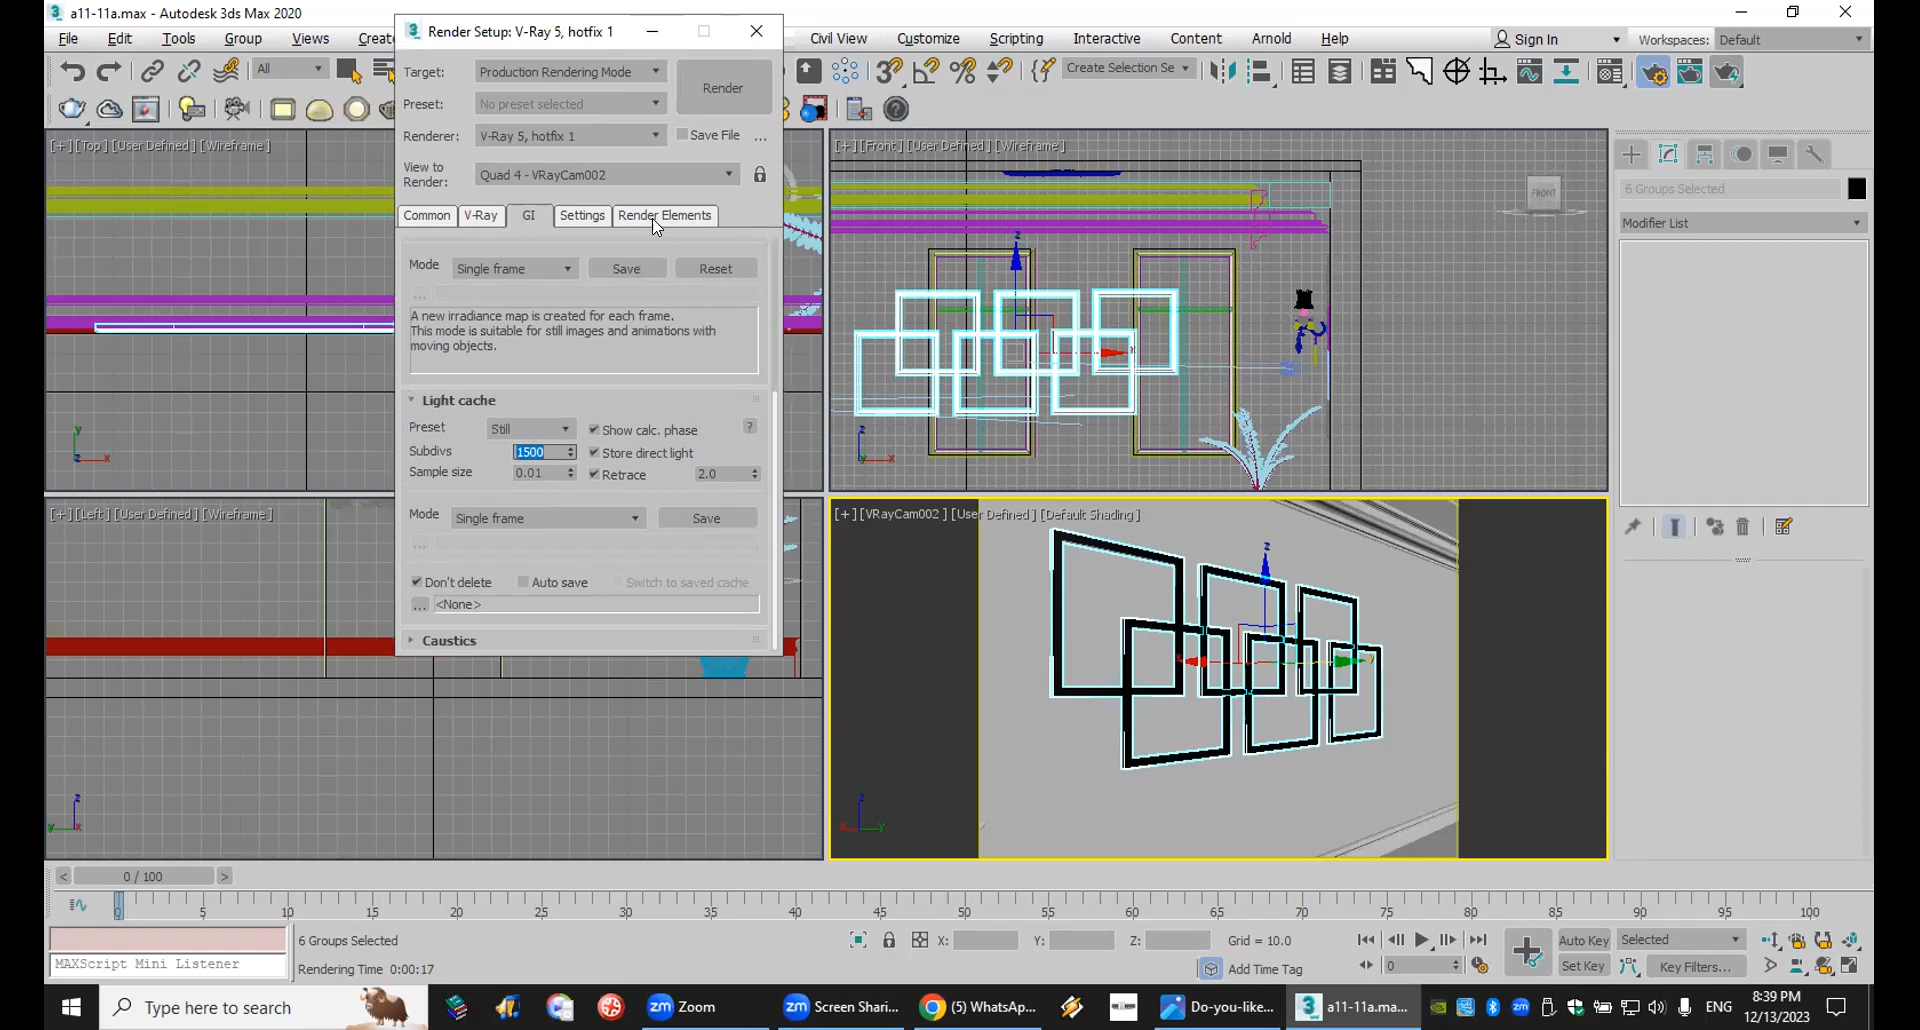 a11-11a.max - Autodesk 3ds Max 2020
File Edit Tools Group Views Create
Civil View Customize Scripting Interactive Content Arnold Help
Sign In
Workspaces: Default
All
Create Selection Se
Render Setup: V-Ray 5, hotfix 1
Target: Production Rendering Mode
Render
Preset: No preset selected
Renderer: V-Ray 5, hotfix 1
Save File ...
View to
Render:
Quad 4 - VRayCam002
Common V-Ray GI Settings Render Elements
Mode Single frame Save Reset
...
A new irradiance map is created for each frame.
This mode is suitable for still images and animations with
moving objects.
Light cache
Preset Still
Show calc. phase ?
Subdivs 1500
Store direct light
Sample size 0.01
Retrace 2.0
Mode Single frame Save
...
Don't delete Auto save Switch to saved cache
... <None>
Caustics
[+] [Top] [User Defined] [Wireframe]
[+] [Front] [User Defined] [Wireframe]
FRONT
[+] [Left] [User Defined] [Wireframe]
[+] [VRayCam002 ] [User Defined ] [Default Shading]
6 Groups Selected
Modifier List
< 0 / 100 >
0 5 10 15 20 25 30 35 40 45 50 55 60 65 70 75 80 85 90 95 100
6 Groups Selected
X: Y: Z: Grid = 10.0
Auto Key Selected
MAXScript Mini Listener
Rendering Time 0:00:17
Add Time Tag
0
Set Key Key Filters...
Type here to search
Zoom
Screen Shari...
(5) WhatsAp...
Do-you-like...
a11-11a.ma...
ENG
8:39 PM
12/13/2023